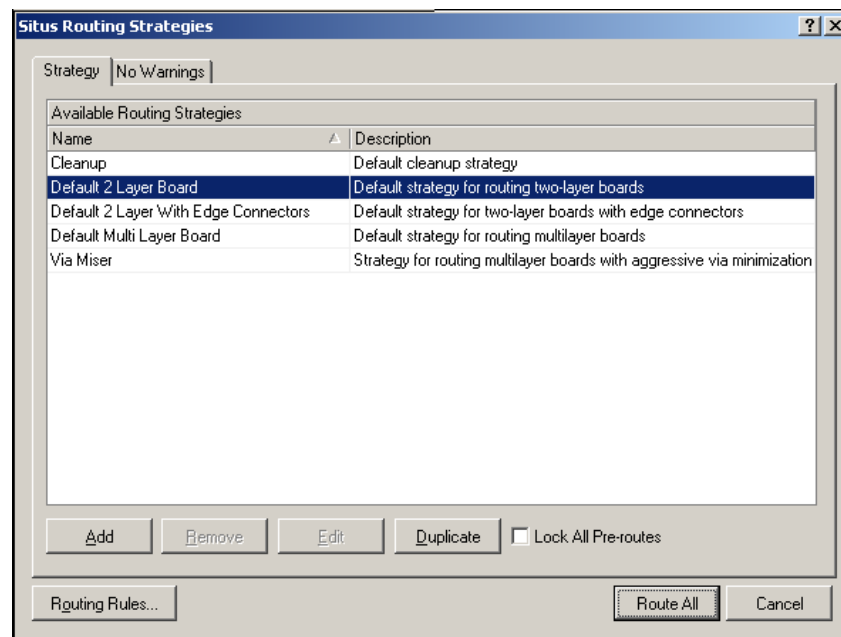 Situs Routing Strategies
Strategy No Warnings
Available Routing Strategies
Name Description
Cleanup Default cleanup strategy
Default 2 Layer Board Default strategy for routing two-layer boards
Default 2 Layer With Edge Connectors Default strategy for two-layer boards with edge connectors
Default Multi Layer Board Default strategy for routing multilayer boards
Via Miser Strategy for routing multilayer boards with aggressive via minimization
Add Remove Edit Duplicate Lock All Pre-routes
Routing Rules... Route All Cancel